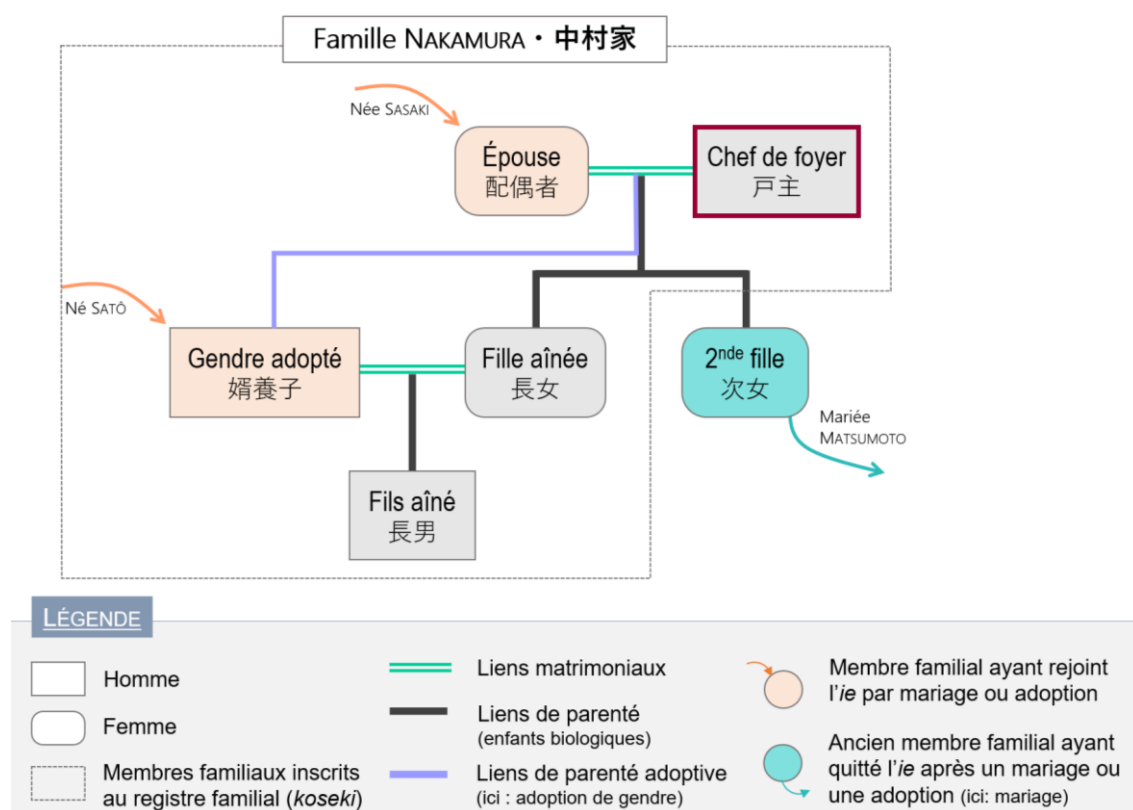 Famille NAKAMURA・中村家
Née SASAKI
Épouse
配偶者
Chef de foyer
戸主
Né SATÔ
Gendre adopté
婿養子
Fille aînée
長女
2nde fille
次女
Mariée
MATSUMOTO
Fils aîné
長男
LÉGENDE
Homme
Femme
Membres familiaux inscrits
au registre familial (koseki)
Liens matrimoniaux
Liens de parenté
(enfants biologiques)
Liens de parenté adoptive
(ici : adoption de gendre)
Membre familial ayant rejoint
l'ie par mariage ou adoption
Ancien membre familial ayant
quitté l'ie après un mariage ou
une adoption (ici: mariage)